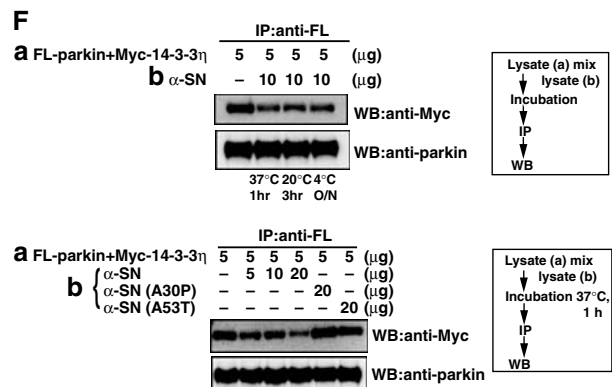 F
IP:anti-FL
a FL-parkin+Myc-14-3-3η 5 5 5 5 (μg)
b α-SN – 10 10 10 (μg)
WB:anti-Myc
WB:anti-parkin
37°C 20°C 4°C
1hr 3hr O/N
Lysate (a) mix
lysate (b)
Incubation
IP
WB
IP:anti-FL
a FL-parkin+Myc-14-3-3η 5 5 5 5 5 5 (μg)
b { α-SN – 5 10 20 – – (μg)
α-SN (A30P) – – – – 20 – (μg)
α-SN (A53T) – – – – – 20 (μg)
WB:anti-Myc
WB:anti-parkin
Lysate (a) mix
lysate (b)
Incubation 37°C,
1 h
IP
WB